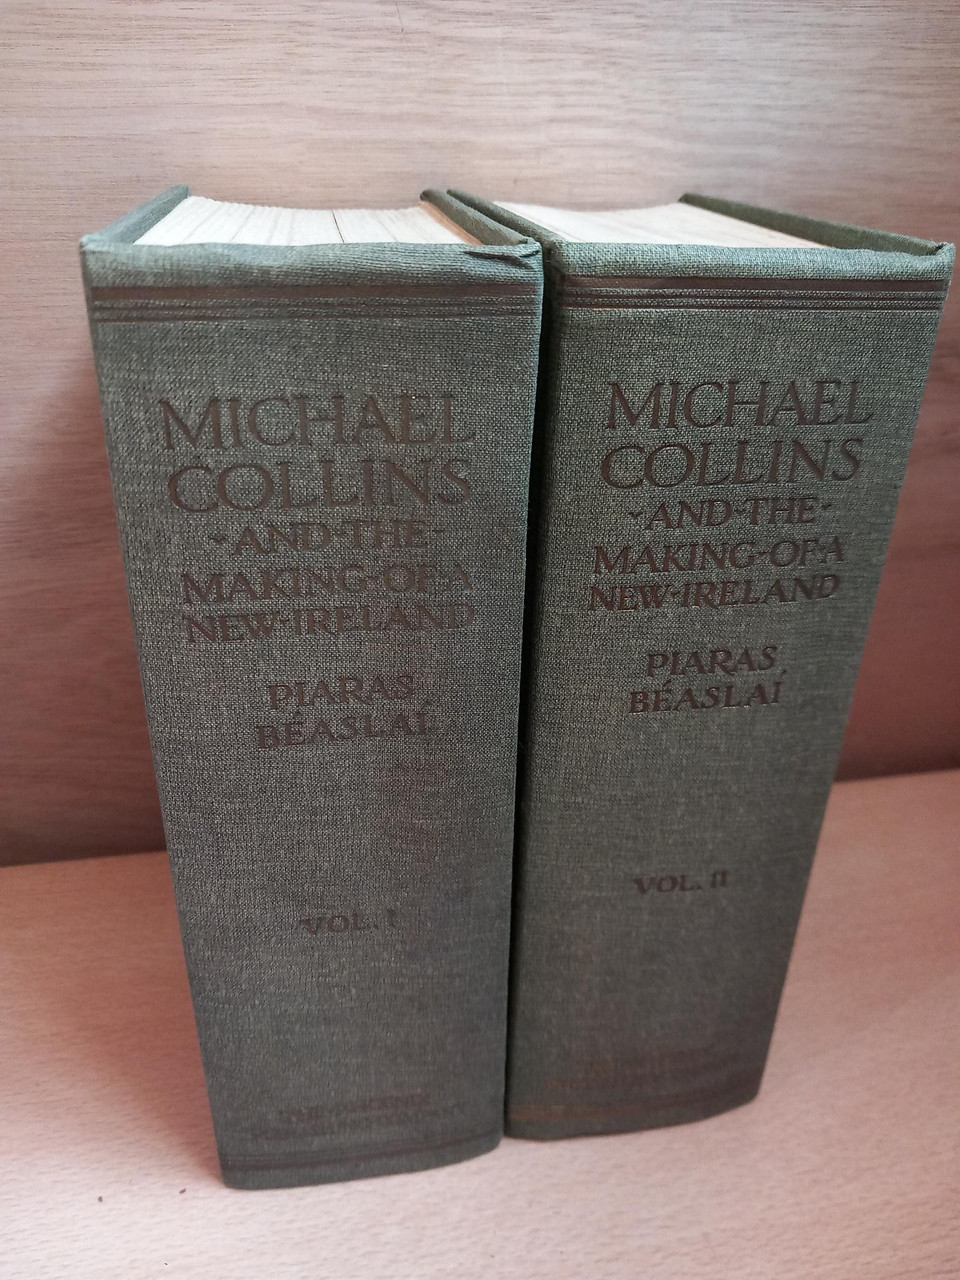 MICHAEL
COLLINS
~AND~THE~
MAKING~OF~A
NEW~IRELAND
PIARAS
BÉASLAÍ
VOL. I
MICHAEL
COLLINS
~AND~THE~
MAKING~OF~A
NEW~IRELAND
PIARAS
BÉASLAÍ
VOL. II